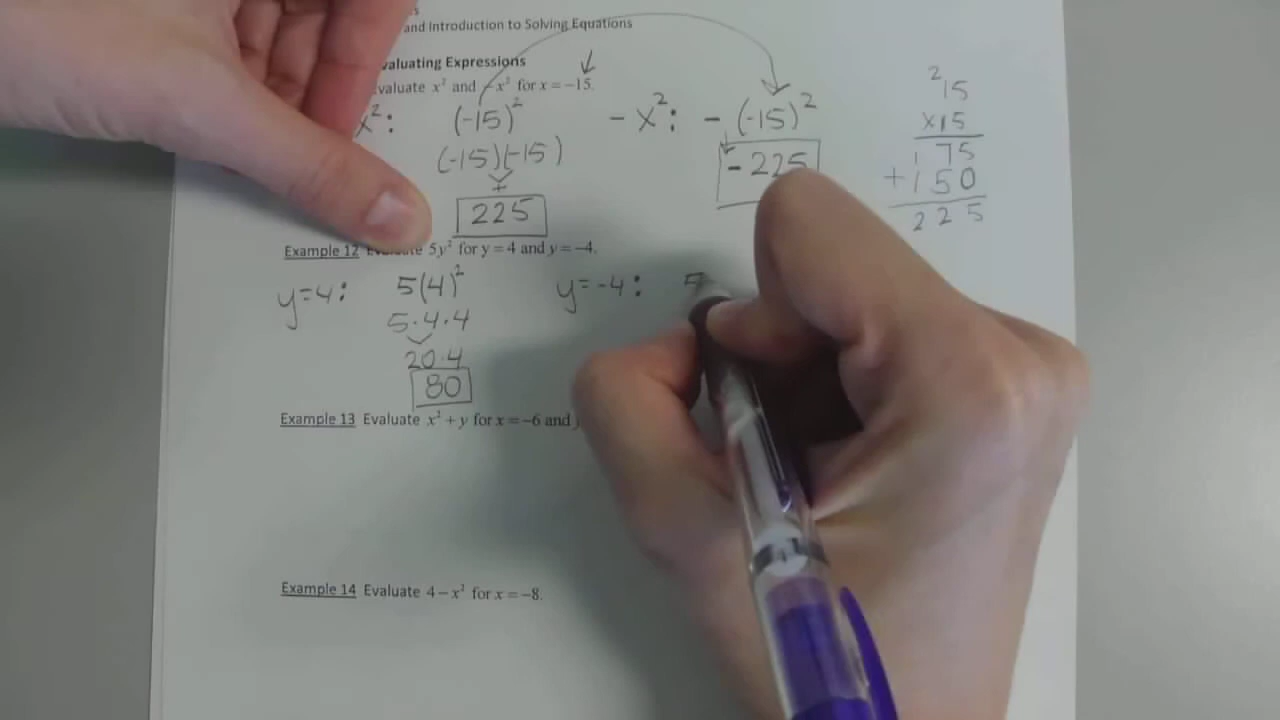 and Introduction to Solving Equations
valuating Expressions
valuate x² and −x² for x = −15.
x²: (-15)² - x²: - (-15)²
(-15)(-15)
+
225
- 225
2
15
x15
1 75
+150
225
Example 12 5y² for y = 4 and y = −4.
y=4: 5(4)² y=-4: 5
5·4·4
20·4
80
Example 13 Evaluate x² + y for x = −6 and
Example 14 Evaluate 4 − x² for x = −8.